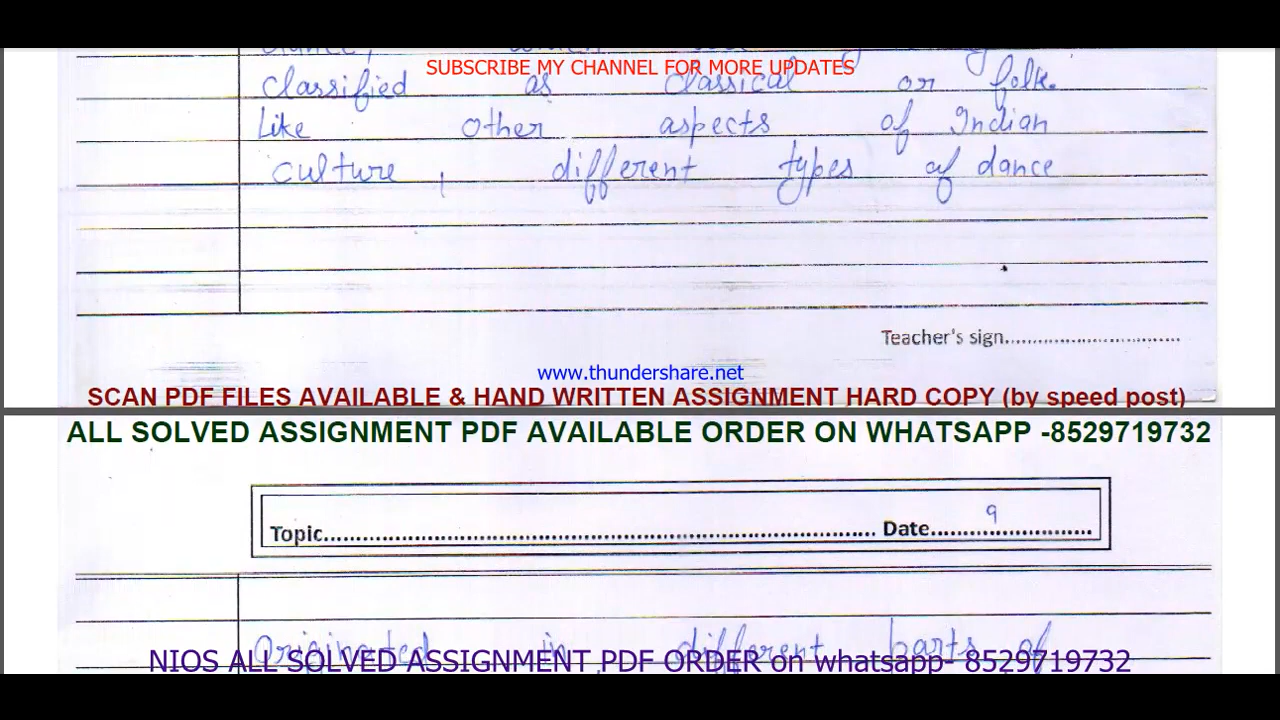 SUBSCRIBE MY CHANNEL FOR MORE UPDATES
classified as classical or folk.
Like other aspects of Indian
culture, different types of dance
Teacher's sign................................
www.thundershare.net
SCAN PDF FILES AVAILABLE & HAND WRITTEN ASSIGNMENT HARD COPY (by speed post)
ALL SOLVED ASSIGNMENT PDF AVAILABLE ORDER ON WHATSAPP -8529719732
9
Topic.......................................................................................... Date..........................
Originated in different parts of
NIOS ALL SOLVED ASSIGNMENT PDF ORDER on whatsapp- 8529719732